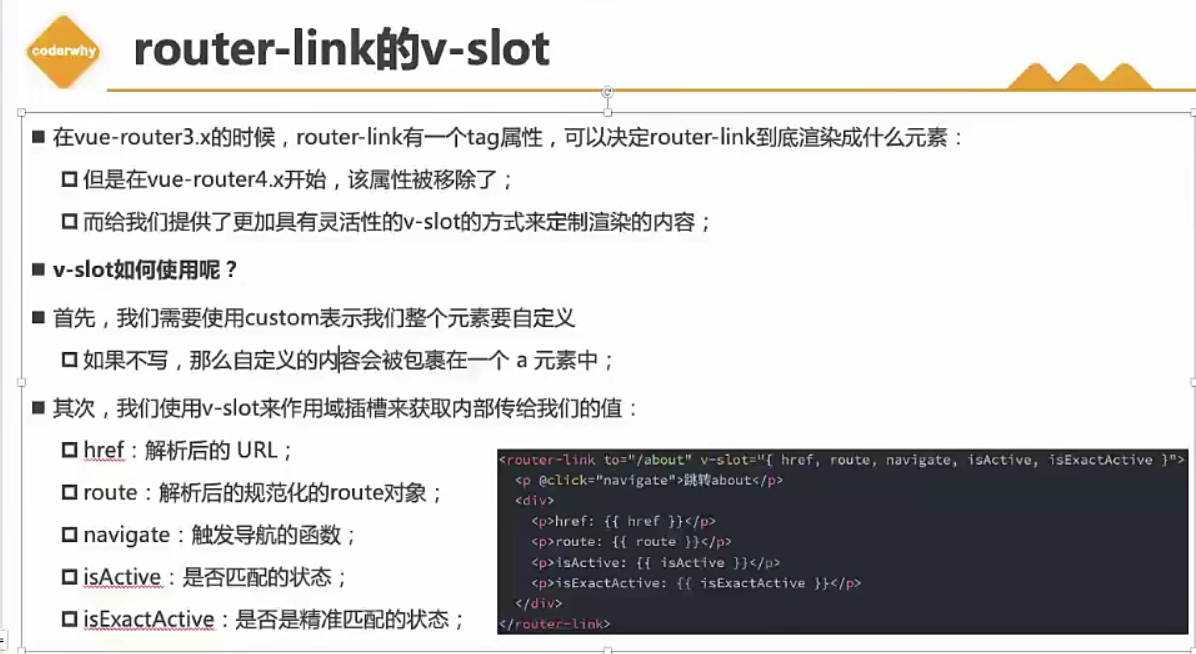 coderwhy
router-link的v-slot
在vue-router3.x的时候，router-link有一个tag属性，可以决定router-link到底渲染成什么元素：
但是在vue-router4.x开始，该属性被移除了；
而给我们提供了更加具有灵活性的v-slot的方式来定制渲染的内容；
v-slot如何使用呢？
首先，我们需要使用custom表示我们整个元素要自定义
如果不写，那么自定义的内容会被包裹在一个 a 元素中；
其次，我们使用v-slot来作用域插槽来获取内部传给我们的值：
href：解析后的 URL；
route：解析后的规范化的route对象；
navigate：触发导航的函数；
isActive：是否匹配的状态；
isExactActive：是否是精准匹配的状态；
<router-link to="/about" v-slot="{ href, route, navigate, isActive, isExactActive }">
<p @click="navigate">跳转about</p>
<div>
<p>href: {{ href }}</p>
<p>route: {{ route }}</p>
<p>isActive: {{ isActive }}</p>
<p>isExactActive: {{ isExactActive }}</p>
</div>
</router-link>